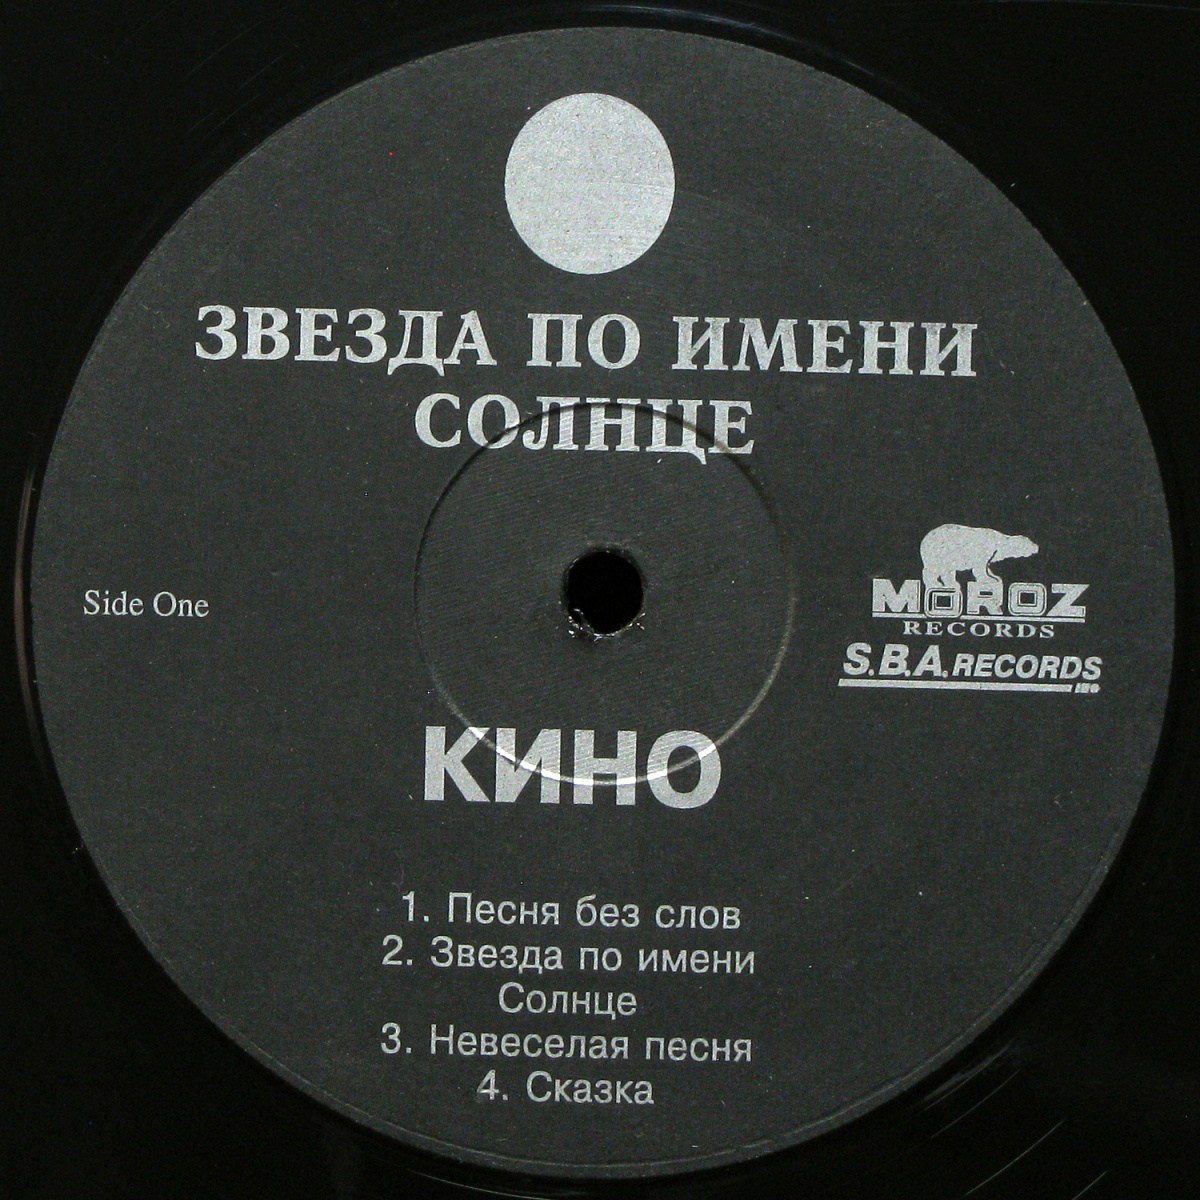 ЗВЕЗДА ПО ИМЕНИ
СОЛНЦЕ
Side One
MOROZ
RECORDS
S.B.A. RECORDS
КИНО
1. Песня без слов
2. Звезда по имени
Солнце
3. Невеселая песня
4. Сказка